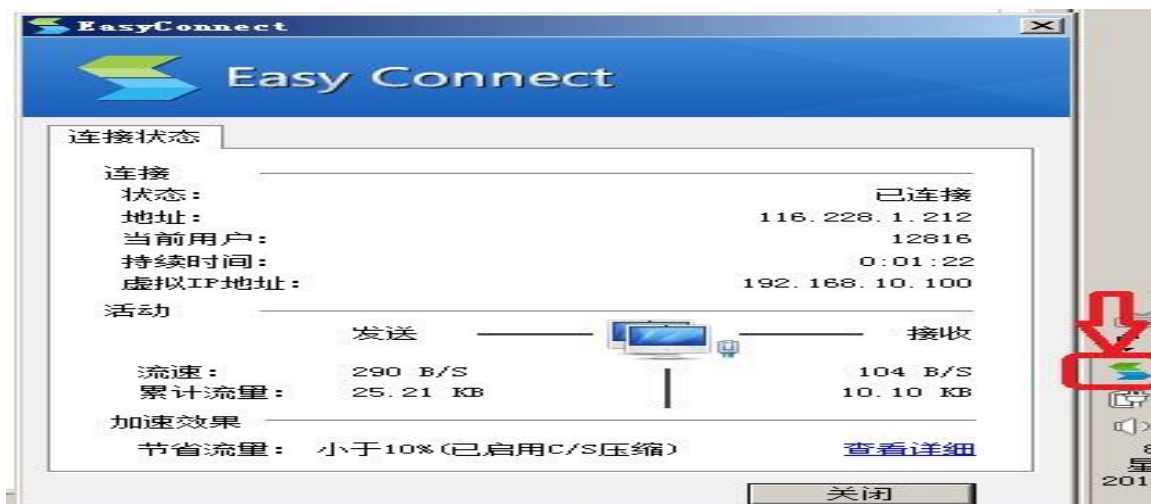 EasyConnect
Easy Connect
连接状态
连接
状态： 已连接
地址： 116.228.1.212
当前用户： 12816
持续时间： 0:01:22
虚拟IP地址： 192.168.10.100
活动
发送 接收
流速： 290 B/S 104 B/S
累计流量： 25.21 KB 10.10 KB
加速效果
节省流量： 小于10%(已启用C/S压缩) 查看详细
关闭
星
201